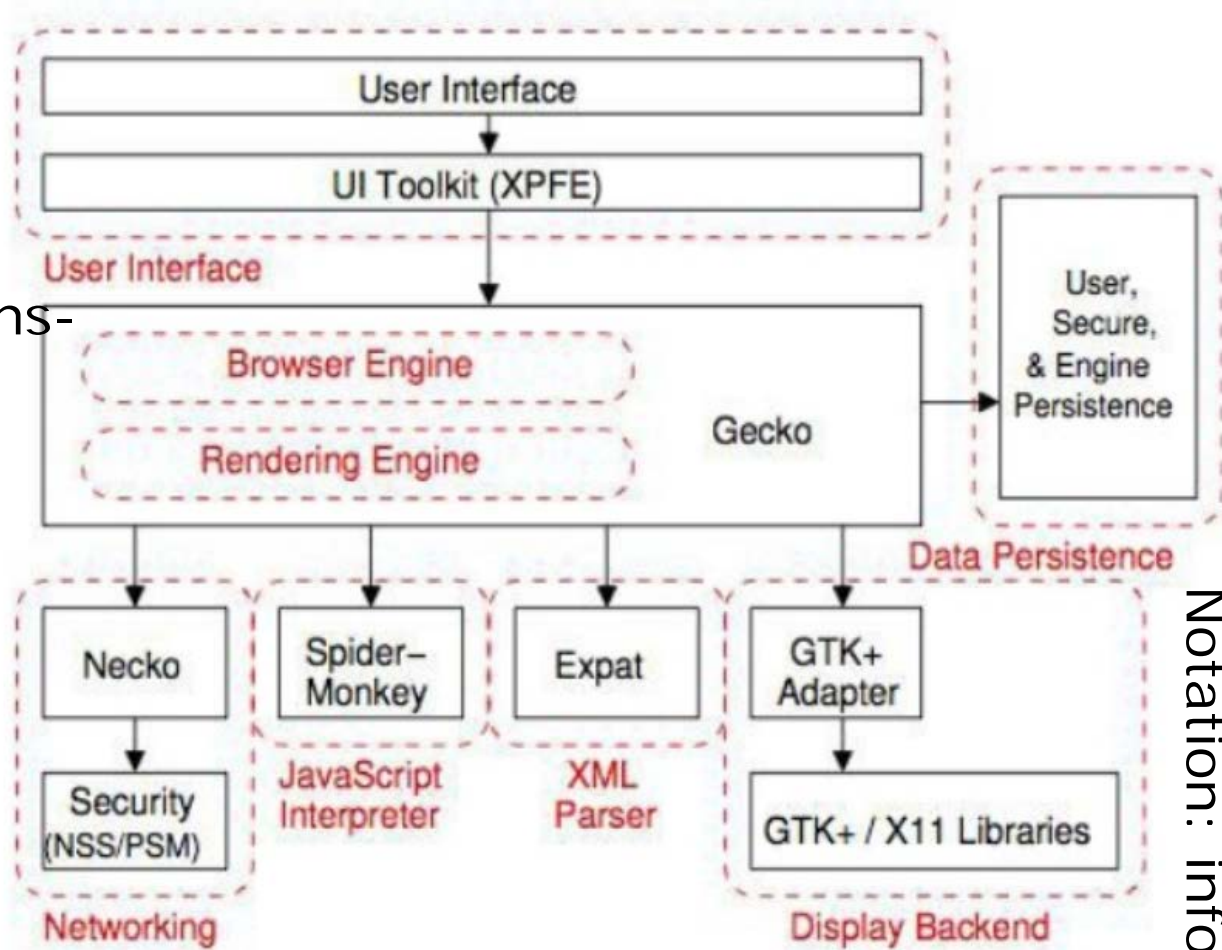 User Interface
UI Toolkit (XPFE)
User Interface
ns-
Browser Engine
Rendering Engine
Gecko
User,
Secure,
& Engine
Persistence
Data Persistence
Necko
Security
(NSS/PSM)
Networking
Spider–
Monkey
JavaScript
Interpreter
Expat
XML
Parser
GTK+
Adapter
GTK+ / X11 Libraries
Display Backend
Notation: info